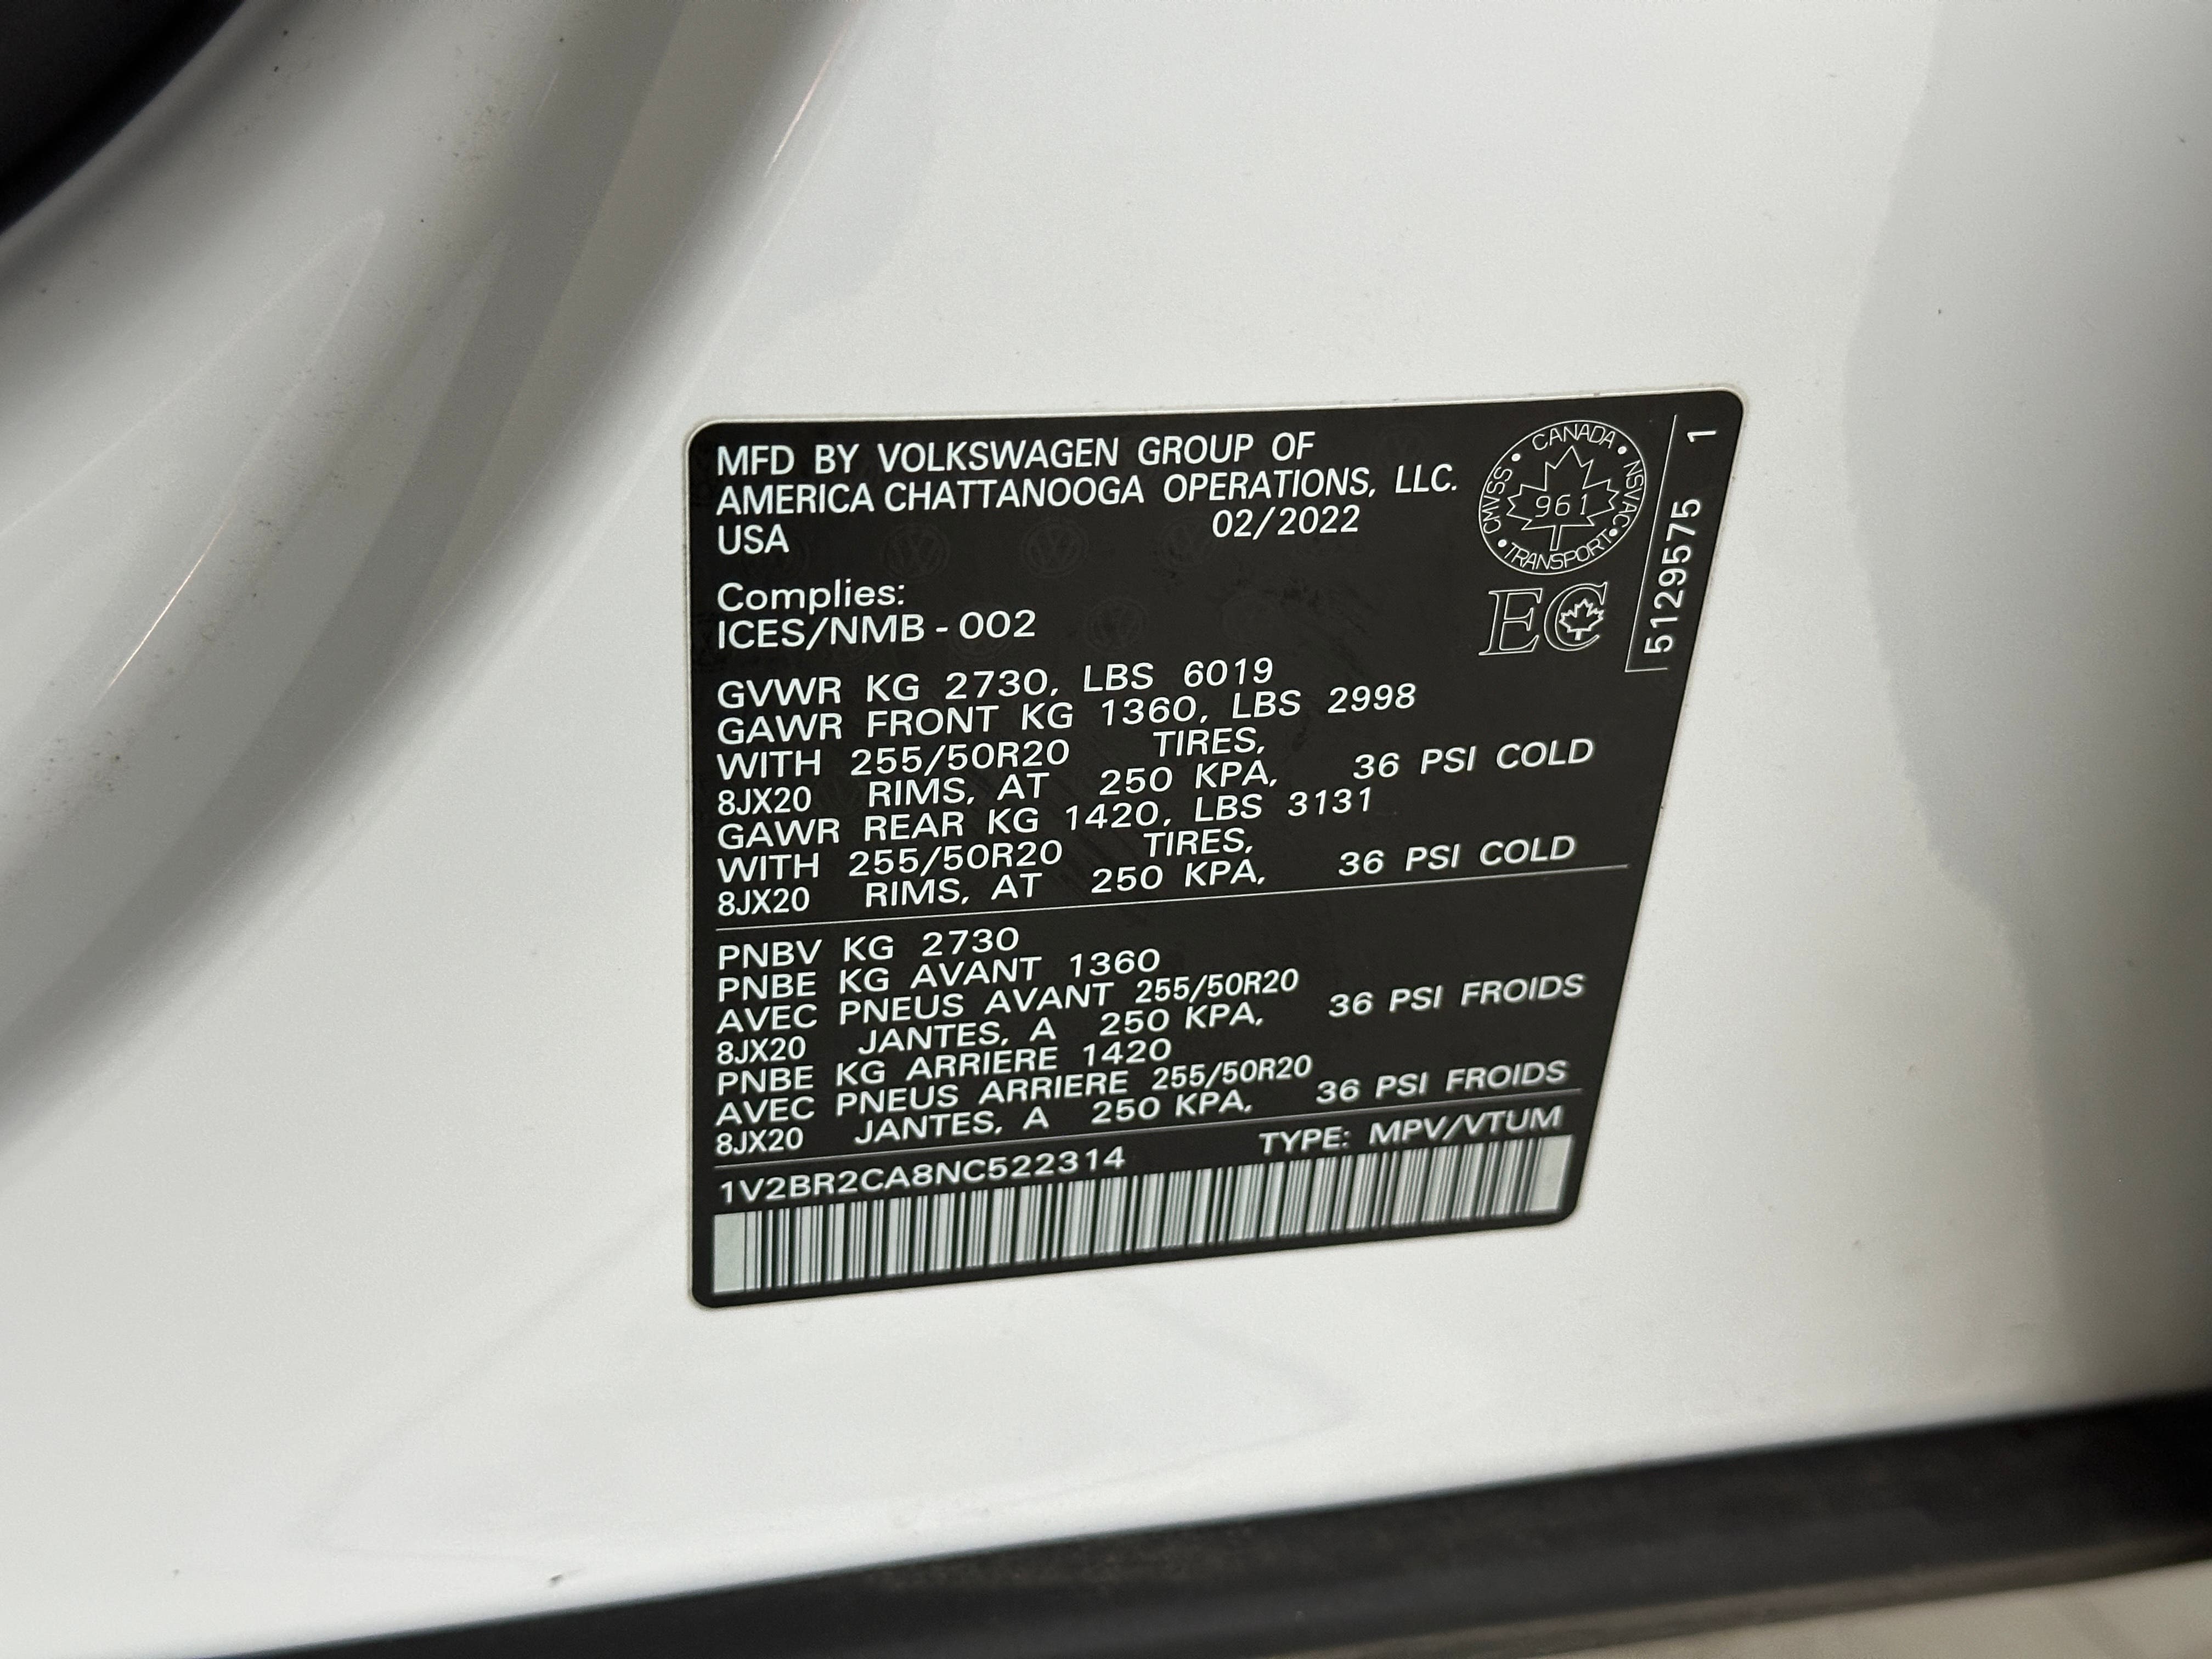 MFD BY VOLKSWAGEN GROUP OF
AMERICA CHATTANOOGA OPERATIONS, LLC.
USA 02/2022
CANADA
CMVSS 961 NSVAC
TRANSPORT
EC
51295​75 1
Complies:
ICES/NMB - 002
GVWR KG 2730, LBS 6019
GAWR FRONT KG 1360, LBS 2998
WITH 255/50R20 TIRES,
8JX20 RIMS, AT 250 KPA, 36 PSI COLD
GAWR REAR KG 1420, LBS 3131
WITH 255/50R20 TIRES,
8JX20 RIMS, AT 250 KPA, 36 PSI COLD
PNBV KG 2730
PNBE KG AVANT 1360
AVEC PNEUS AVANT 255/50R20
8JX20 JANTES, A 250 KPA, 36 PSI FROIDS
PNBE KG ARRIERE 1420
AVEC PNEUS ARRIERE 255/50R20
8JX20 JANTES, A 250 KPA, 36 PSI FROIDS
1V2BR2CA8NC522314 TYPE: MPV/VTUM